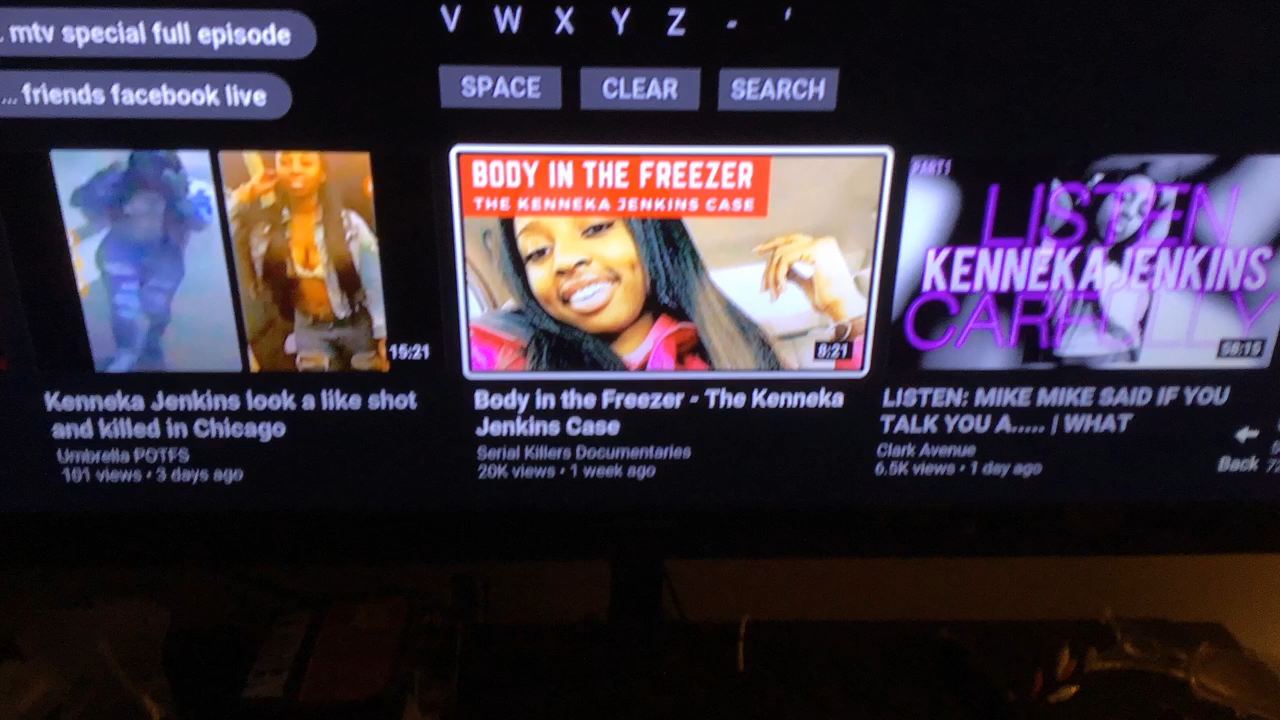 . mtv special full episode
V W X Y Z - '
... friends facebook live
SPACE CLEAR SEARCH
15:21
BODY IN THE FREEZER
THE KENNEKA JENKINS CASE
8:21
PART 1
LISTEN
KENNEKA JENKINS
CAREFULLY
Kenneka Jenkins look a like shot
and killed in Chicago
Umbrella POTFS
101 views • 3 days ago
Body in the Freezer - The Kenneka
Jenkins Case
Serial Killers Documentaries
20K views • 1 week ago
LISTEN: MIKE MIKE SAID IF YOU
TALK YOU A..... | WHAT
Clark Avenue
6.5K views • 1 day ago
Back